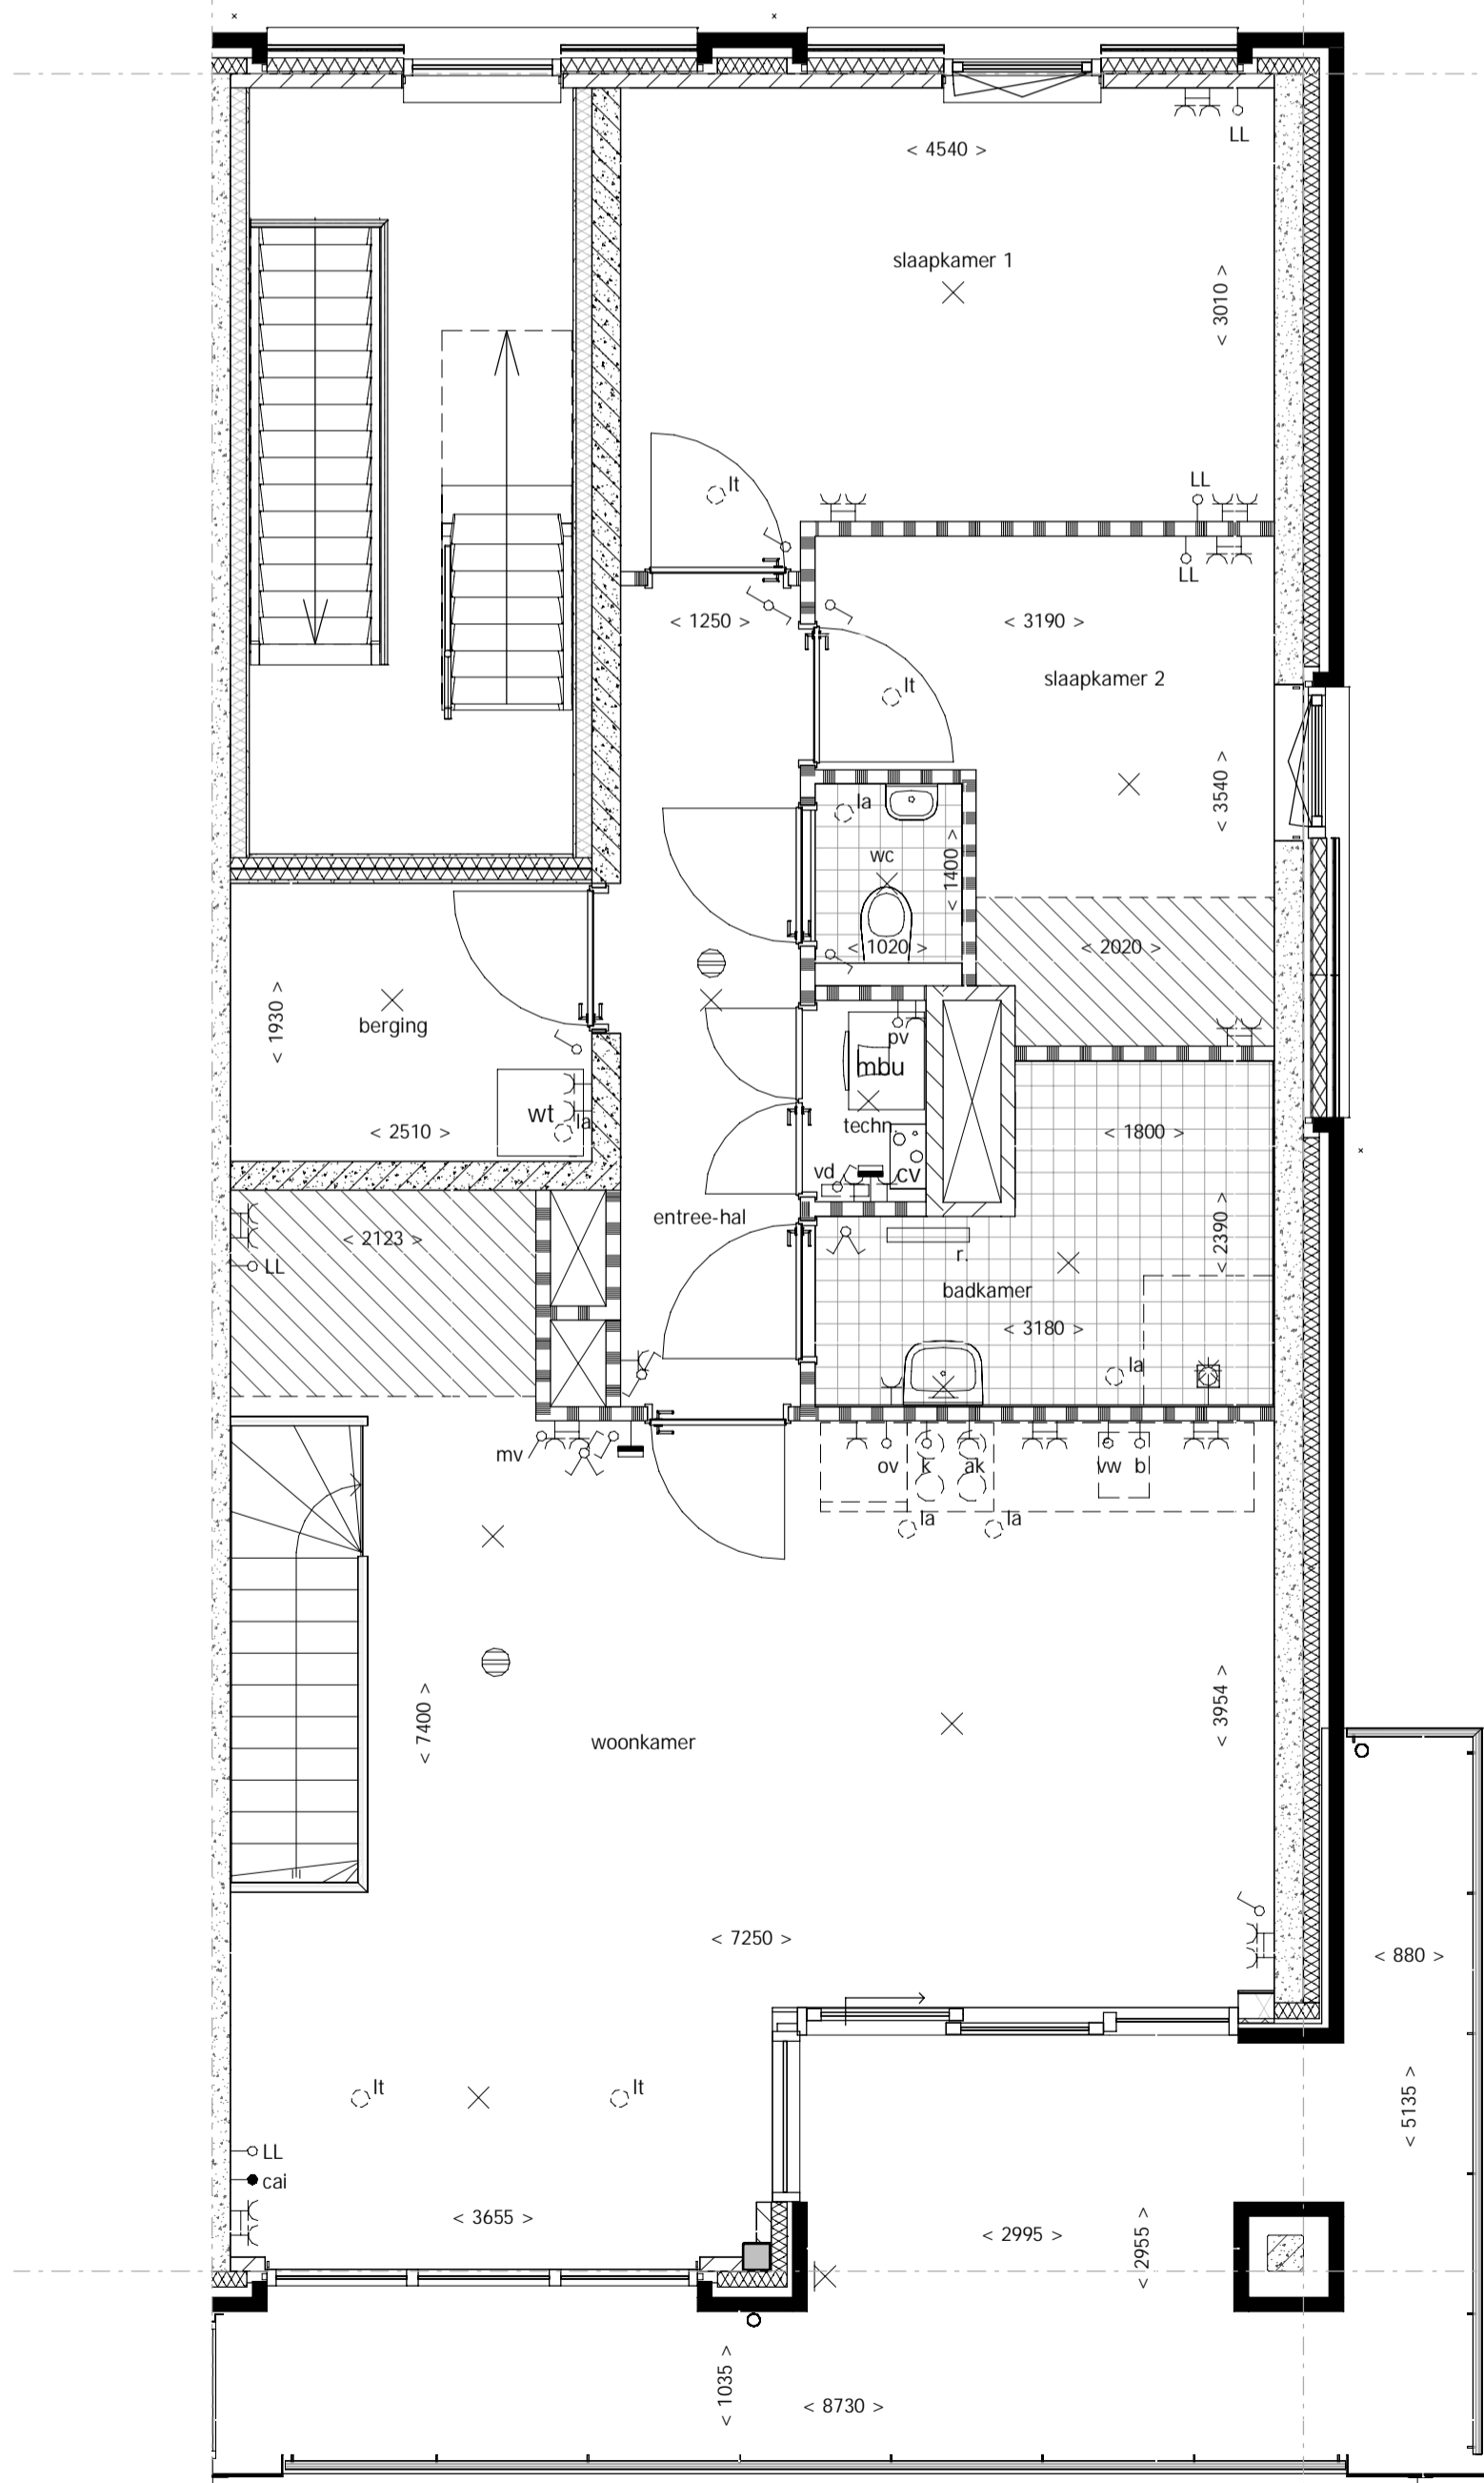 LL
< 4540 >
slaapkamer 1
< 3010 >
LL
lt
LL
< 1250 >
< 3190 >
slaapkamer 2
lt
< 3540 >
la
wc
< 1400 >
< 1020 >
< 2020 >
< 1930 >
berging
pv
mbu
wt
la
techn.
< 2510 >
< 1800 >
vd
cv
entree-hal
< 2123 >
< 2390 >
LL
r.
badkamer
< 3180 >
la
mv
ov
k
ak
vw
b
la
la
< 7400 >
woonkamer
< 3954 >
< 7250 >
< 880 >
lt
lt
< 5135 >
LL
cai
< 3655 >
< 2995 >
< 2955 >
< 1035 >
< 8730 >